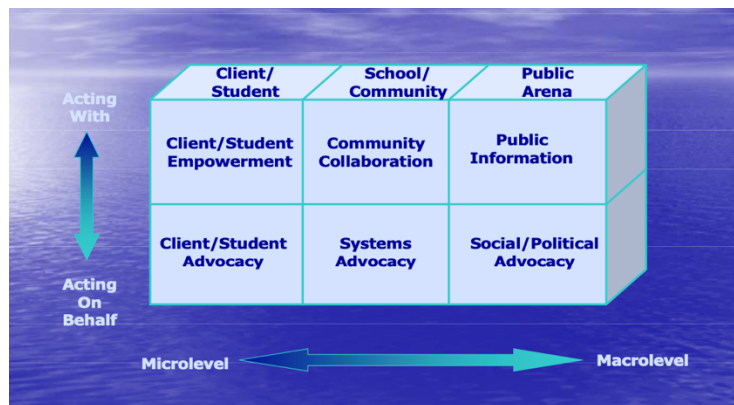 Client/
Student
School/
Community
Public
Arena
Acting
With
Client/Student
Empowerment
Community
Collaboration
Public
Information
Client/Student
Advocacy
Systems
Advocacy
Social/Political
Advocacy
Acting
On
Behalf
Microlevel
Macrolevel